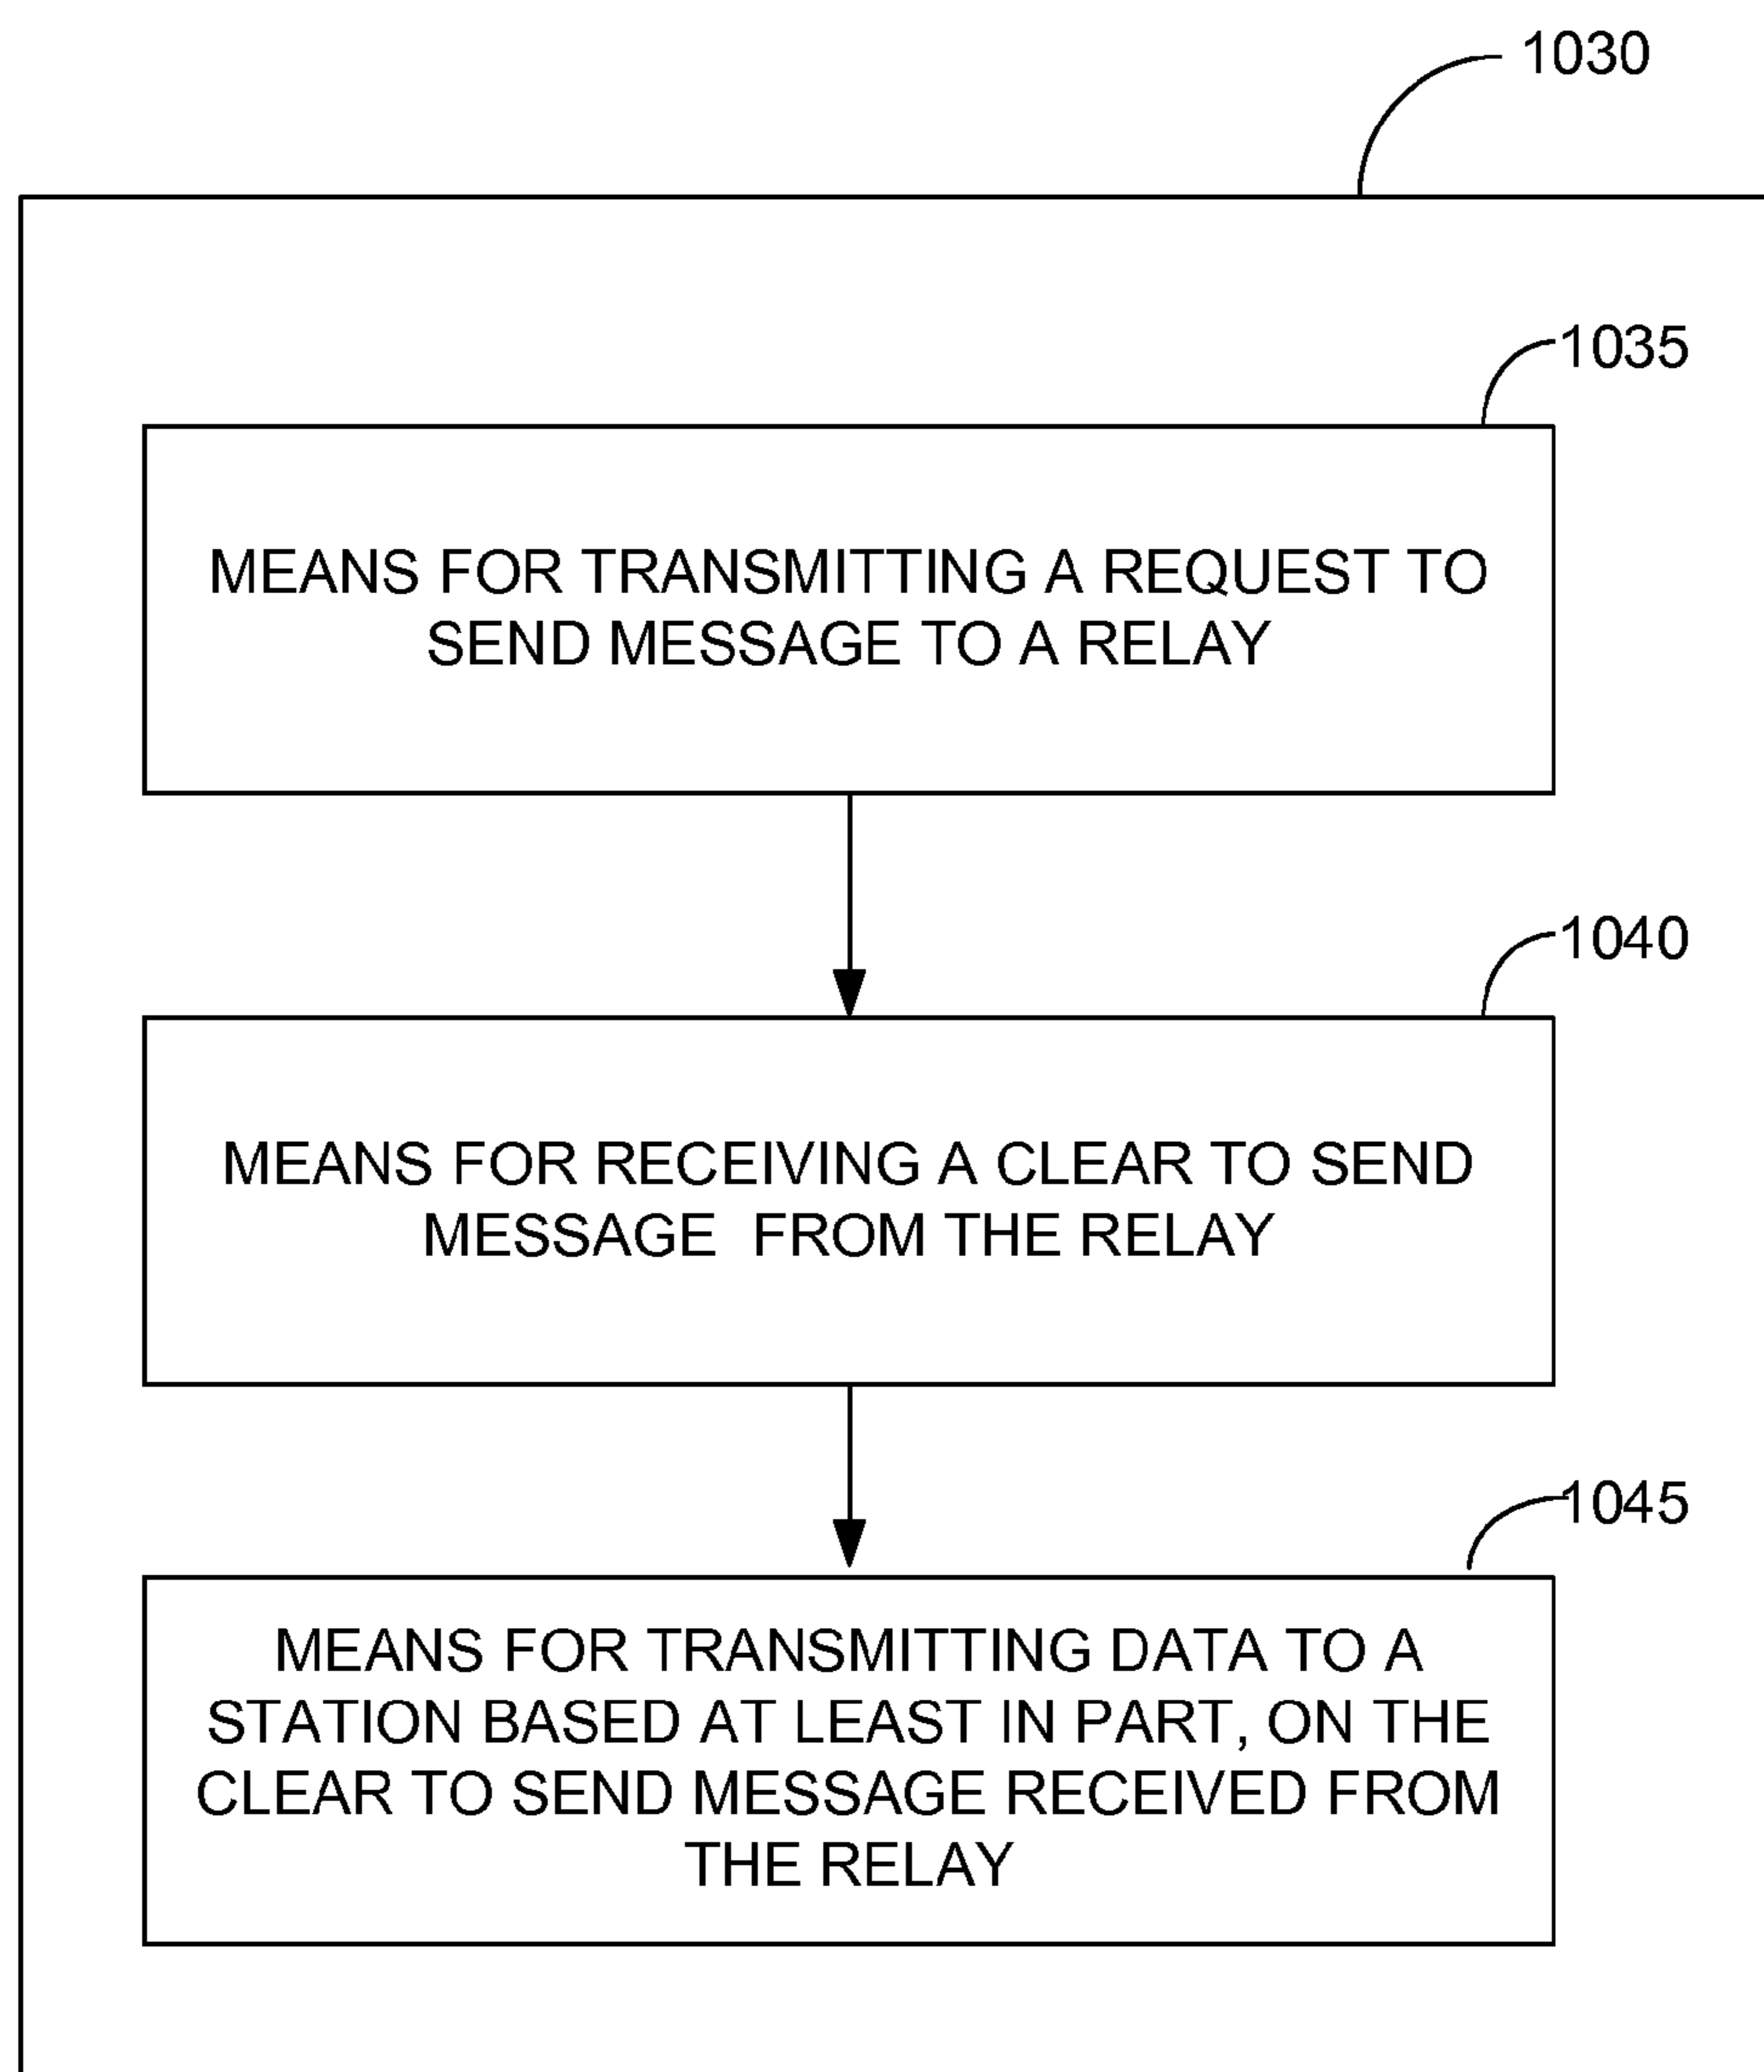 1030
1035
MEANS FOR TRANSMITTING A REQUEST TO
SEND MESSAGE TO A RELAY
1040
MEANS FOR RECEIVING A CLEAR TO SEND
MESSAGE FROM THE RELAY
1045
MEANS FOR TRANSMITTING DATA TO A
STATION BASED AT LEAST IN PART, ON THE
CLEAR TO SEND MESSAGE RECEIVED FROM
THE RELAY